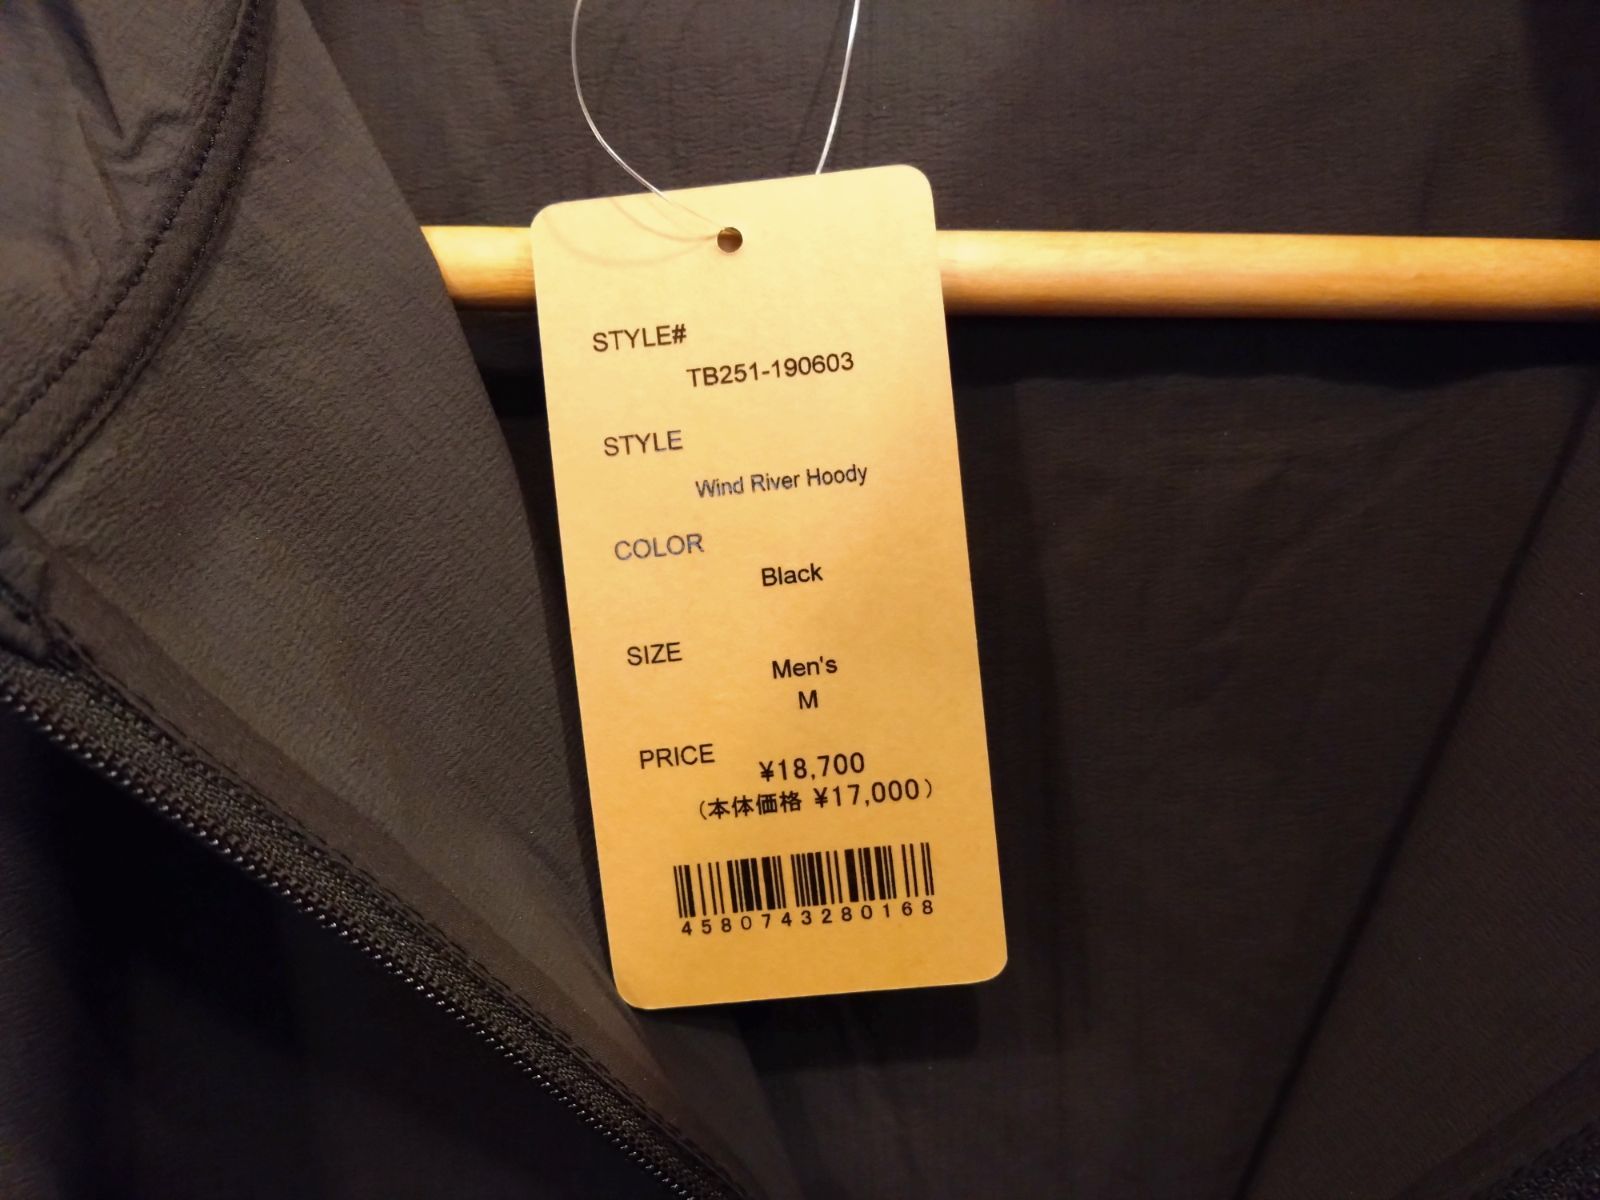 STYLE#
TB251-190603
STYLE
Wind River Hoody
COLOR
Black
SIZE
Men's
M
PRICE
¥18,700
(本体価格 ¥17,000)
4580743280168